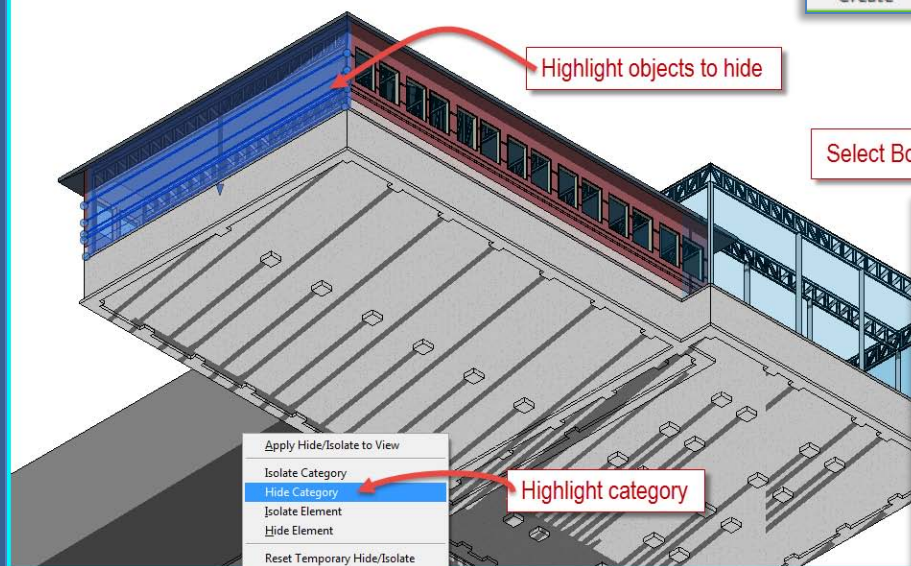 Create
Highlight objects to hide
Select
Apply Hide/Isolate to View
Isolate Category
Hide Category
Isolate Element
Hide Element
Reset Temporary Hide/Isolate
Highlight category